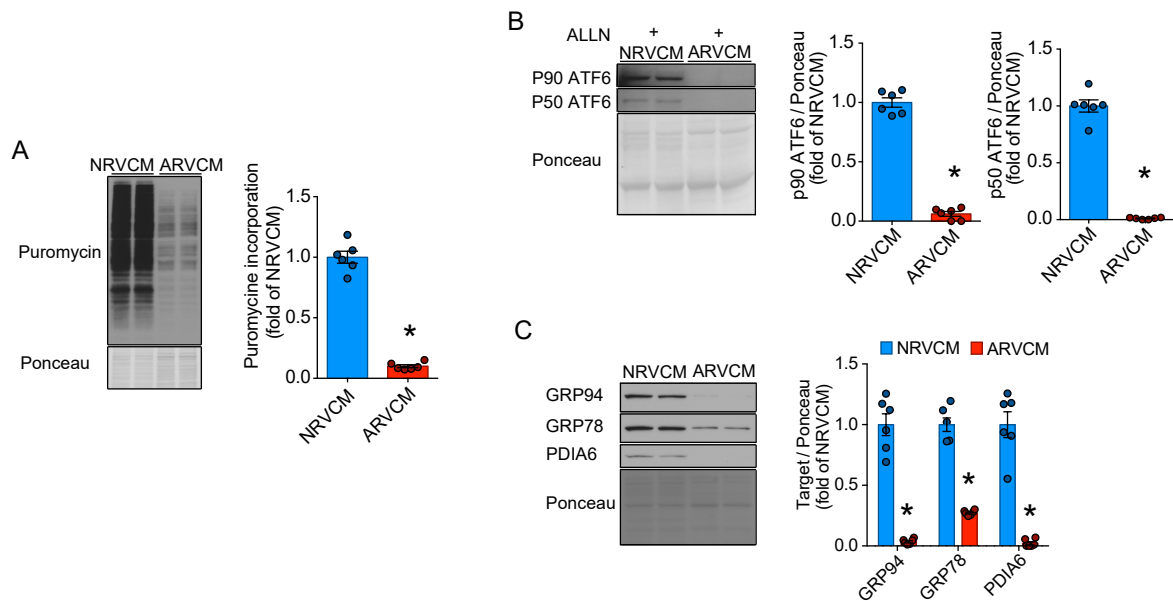 A
NRVCM ARVCM
Puromycin
Ponceau
Puromycine incorporation
(fold of NRVCM)
1.5
1.0
0.5
0.0
*
NRVCM
ARVCM
B
ALLN + +
NRVCM ARVCM
P90 ATF6
P50 ATF6
Ponceau
p90 ATF6 / Ponceau
(fold of NRVCM)
1.5
1.0
0.5
0.0
*
NRVCM
ARVCM
p50 ATF6 / Ponceau
(fold of NRVCM)
1.5
1.0
0.5
0.0
*
NRVCM
ARVCM
C
NRVCM ARVCM
GRP94
GRP78
PDIA6
Ponceau
NRVCM ARVCM
Target / Ponceau
(fold of NRVCM)
1.5
1.0
0.5
0.0
* * *
GRP94
GRP78
PDIA6